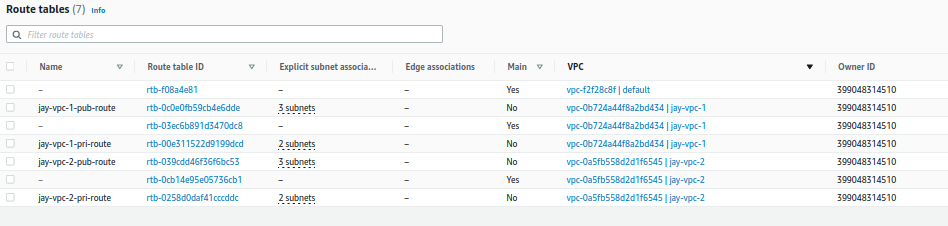 Route tables (7) Info
Filter route tables
Name Route table ID Explicit subnet associa... Edge associations Main VPC Owner ID
– rtb-f08a4e81 – – Yes vpc-f2f28c8f | default 399048314510
jay-vpc-1-pub-route rtb-0c0e0fb59cb4e6dde 3 subnets – No vpc-0b724a44f8a2bd434 | jay-vpc-1 399048314510
– rtb-03ec6b891d3470dc8 – – Yes vpc-0b724a44f8a2bd434 | jay-vpc-1 399048314510
jay-vpc-1-pri-route rtb-00e311522d9199dcd 2 subnets – No vpc-0b724a44f8a2bd434 | jay-vpc-1 399048314510
jay-vpc-2-pub-route rtb-039cdd46f36f6bc53 3 subnets – No vpc-0a5fb558d2d1f6545 | jay-vpc-2 399048314510
– rtb-0cb14e95e05736cb1 – – Yes vpc-0a5fb558d2d1f6545 | jay-vpc-2 399048314510
jay-vpc-2-pri-route rtb-0258d0daf41cccddc 2 subnets – No vpc-0a5fb558d2d1f6545 | jay-vpc-2 399048314510